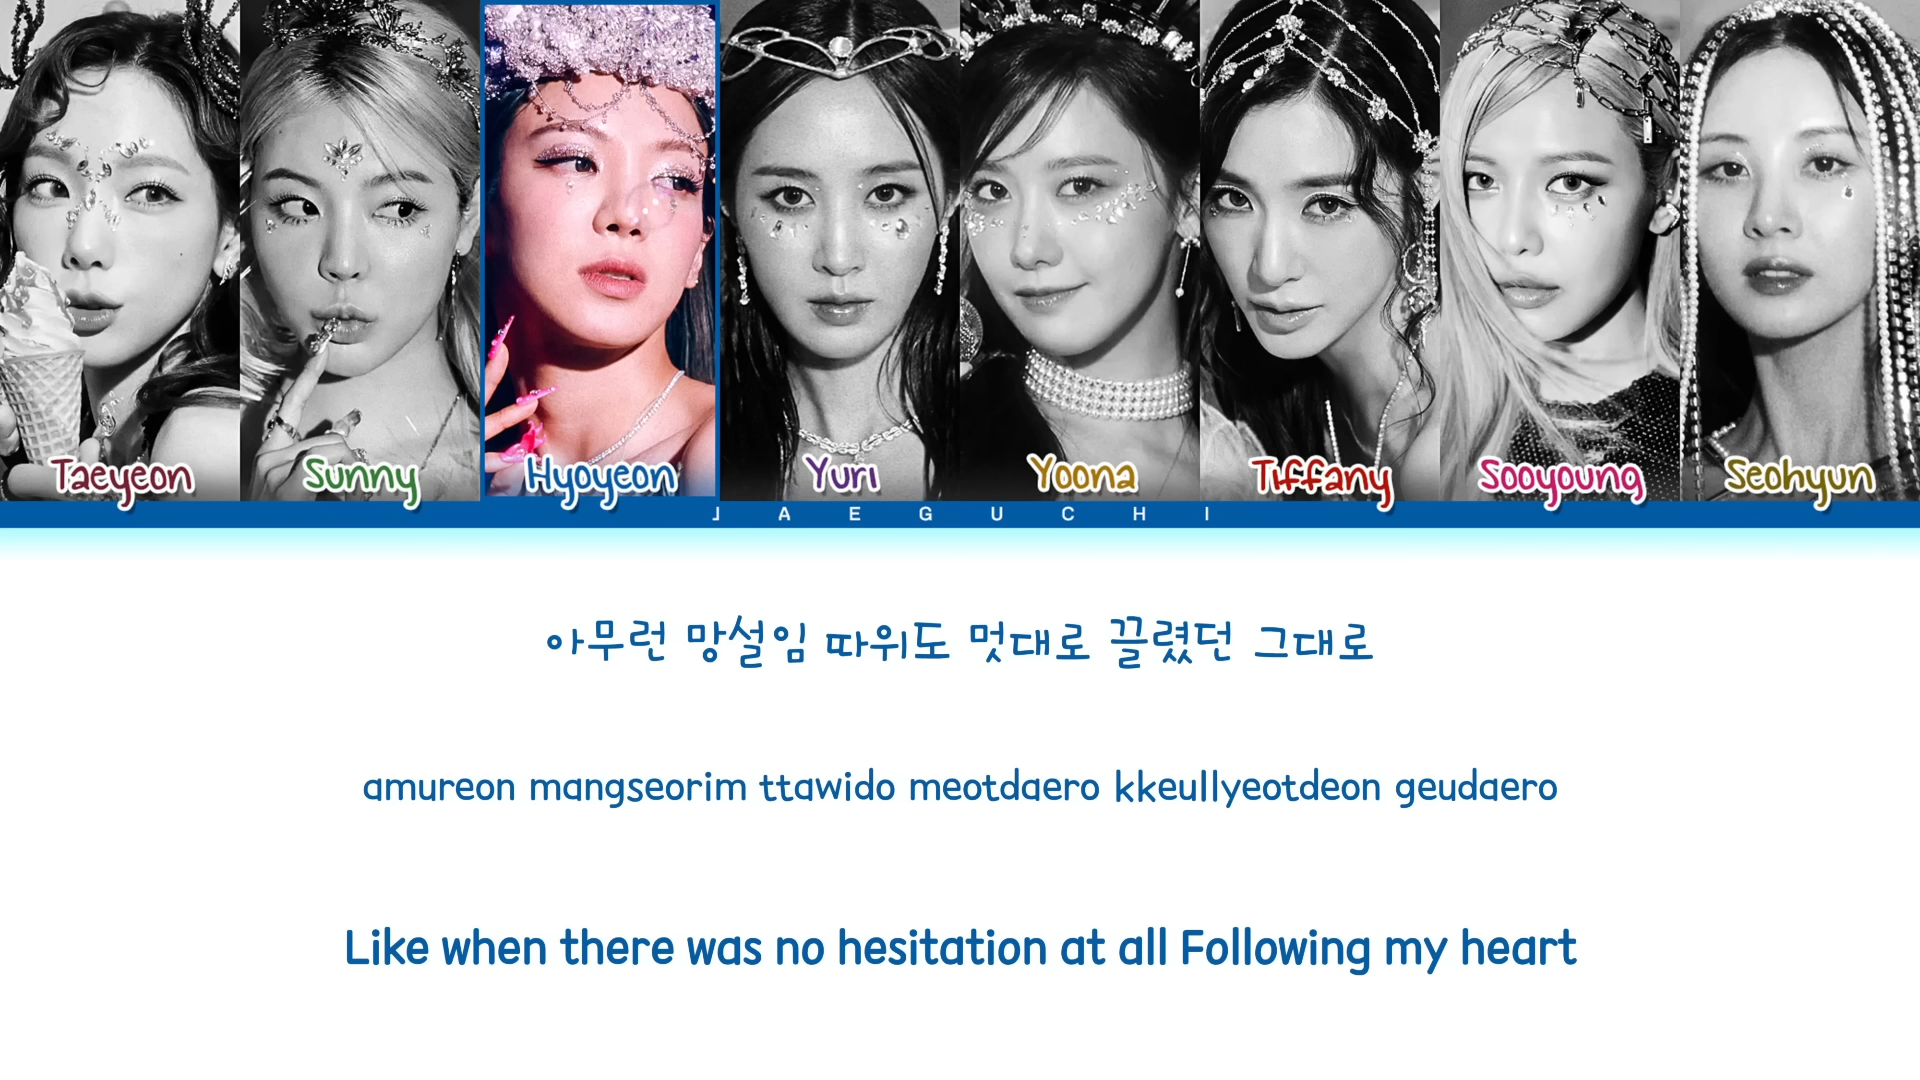 Taeyeon Sunny Hyoyeon Yuri Yoona Tiffany Sooyoung Seohyun
JAEGUCHI
아무런 망설임 따위도 멋대로 끌렸던 그대로
amureon mangseorim ttawido meotdaero kkeullyeotdeon geudaero
Like when there was no hesitation at all Following my heart